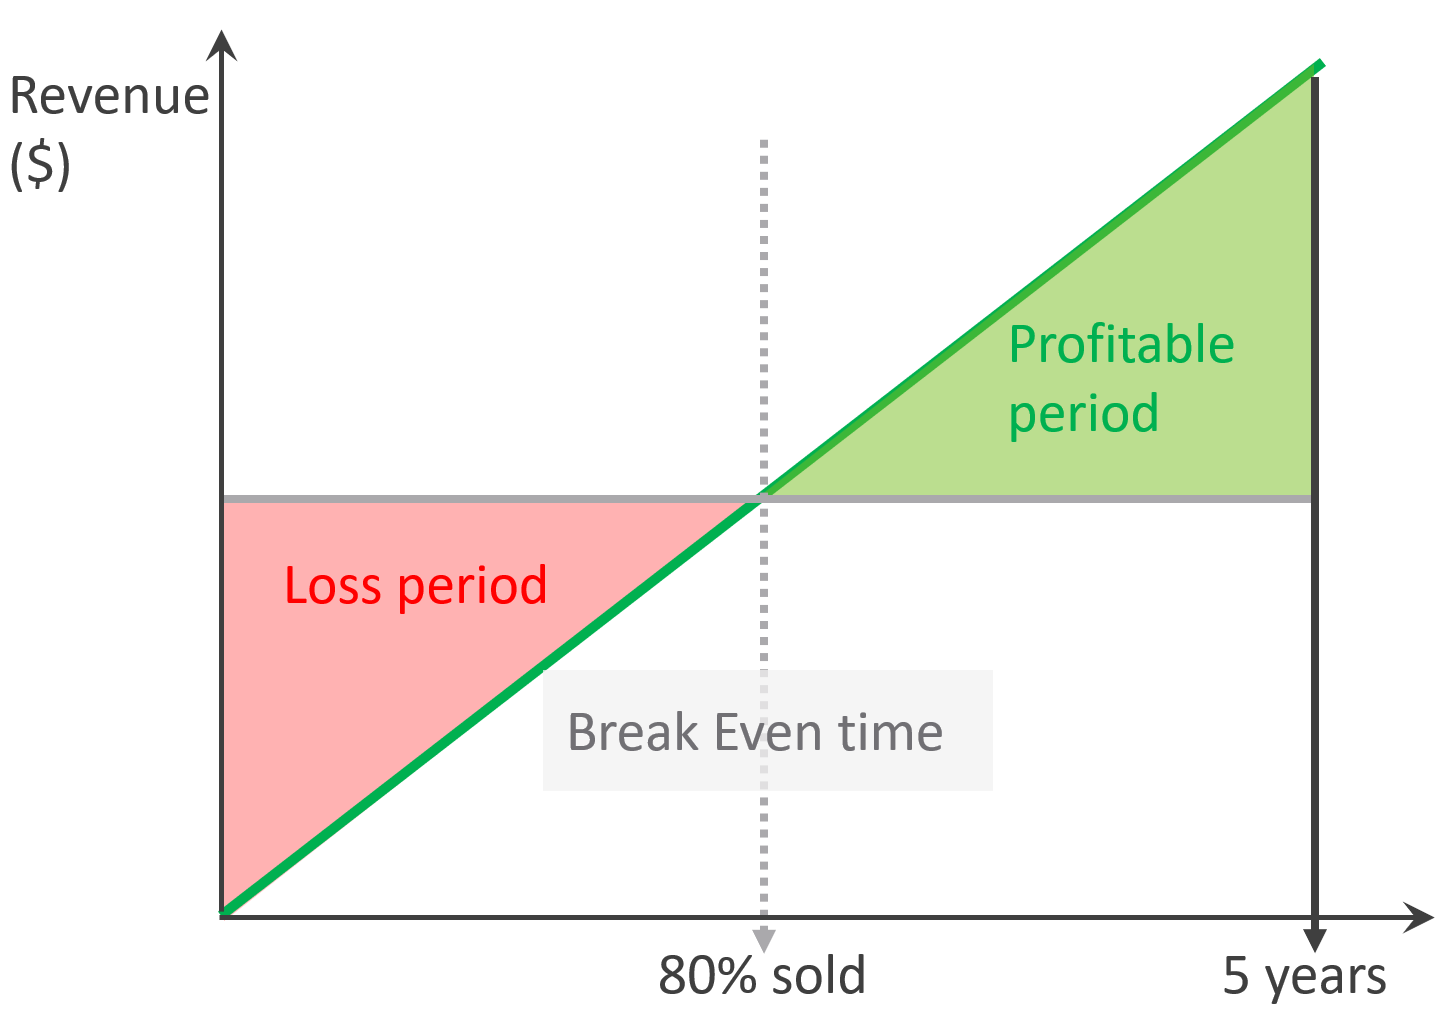 Revenue
($)
Profitable
period
Loss period
Break Even time
80% sold
5 years